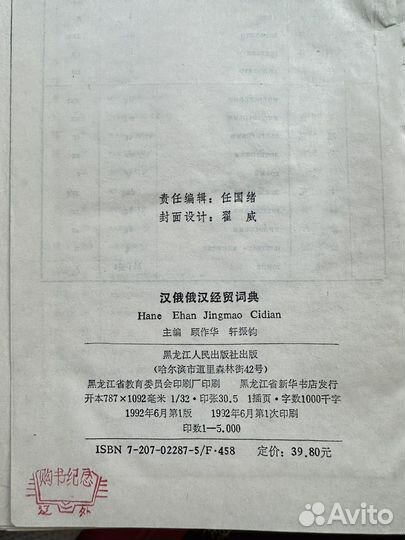 责任编辑：任国绪
封面设计：翟 威
汉俄俄汉经贸词典
Hane Ehan Jingmao Cidian
主编 顾作华 轩振钧
黑龙江人民出版社出版
（哈尔滨市道里森林街42号）
黑龙江省教育委员会印刷厂印刷 黑龙江省新华书店发行
开本787×1092毫米 1/32·印张30.5 1插页·字数1000千字
1992年6月第1版 1992年6月第1次印刷
印数1—5,000
ISBN 7-207-02287-5/F·458 定价：39.80元
购书纪念
Avito